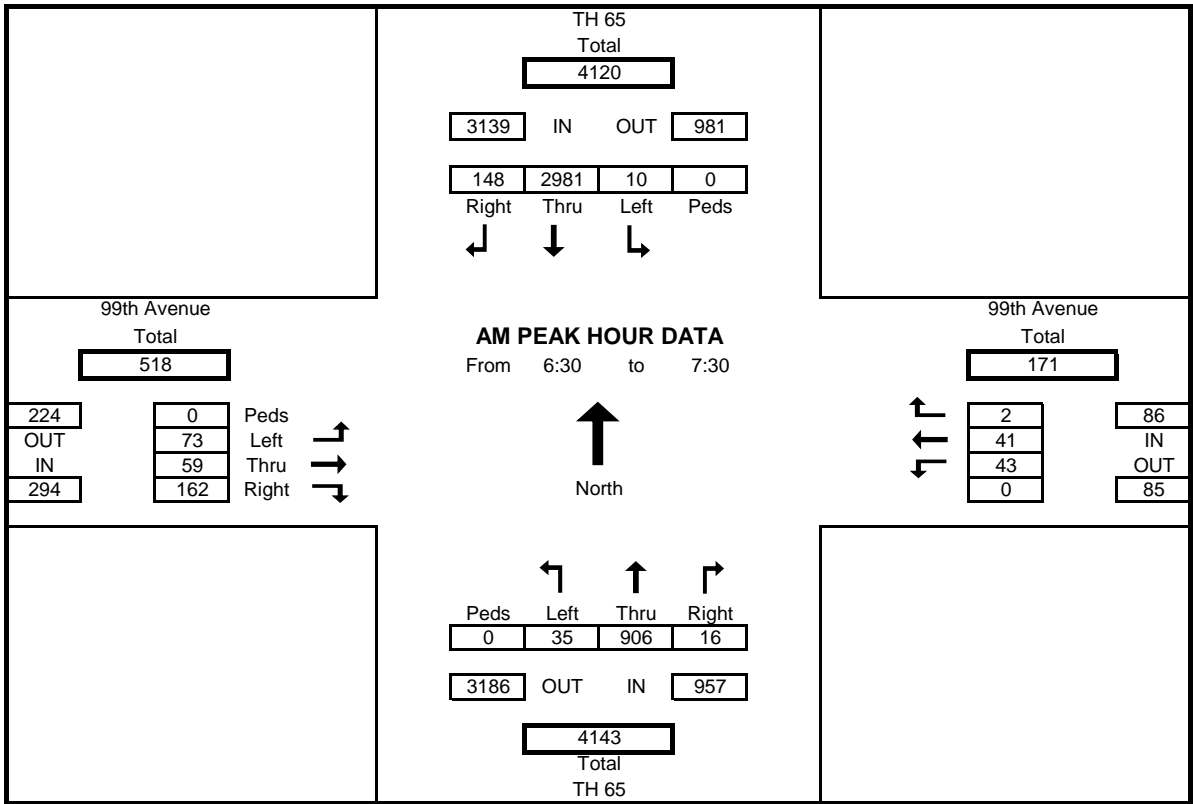 TH 65
Total
4120
3139 IN OUT 981
148 2981 10 0
Right Thru Left Peds
99th Avenue
Total
518
224 0 Peds
OUT 73 Left
IN 59 Thru
294 162 Right
AM PEAK HOUR DATA
From 6:30 to 7:30
North
99th Avenue
Total
171
2 86
41 IN
43 OUT
0 85
Peds Left Thru Right
0 35 906 16
3186 OUT IN 957
4143
Total
TH 65